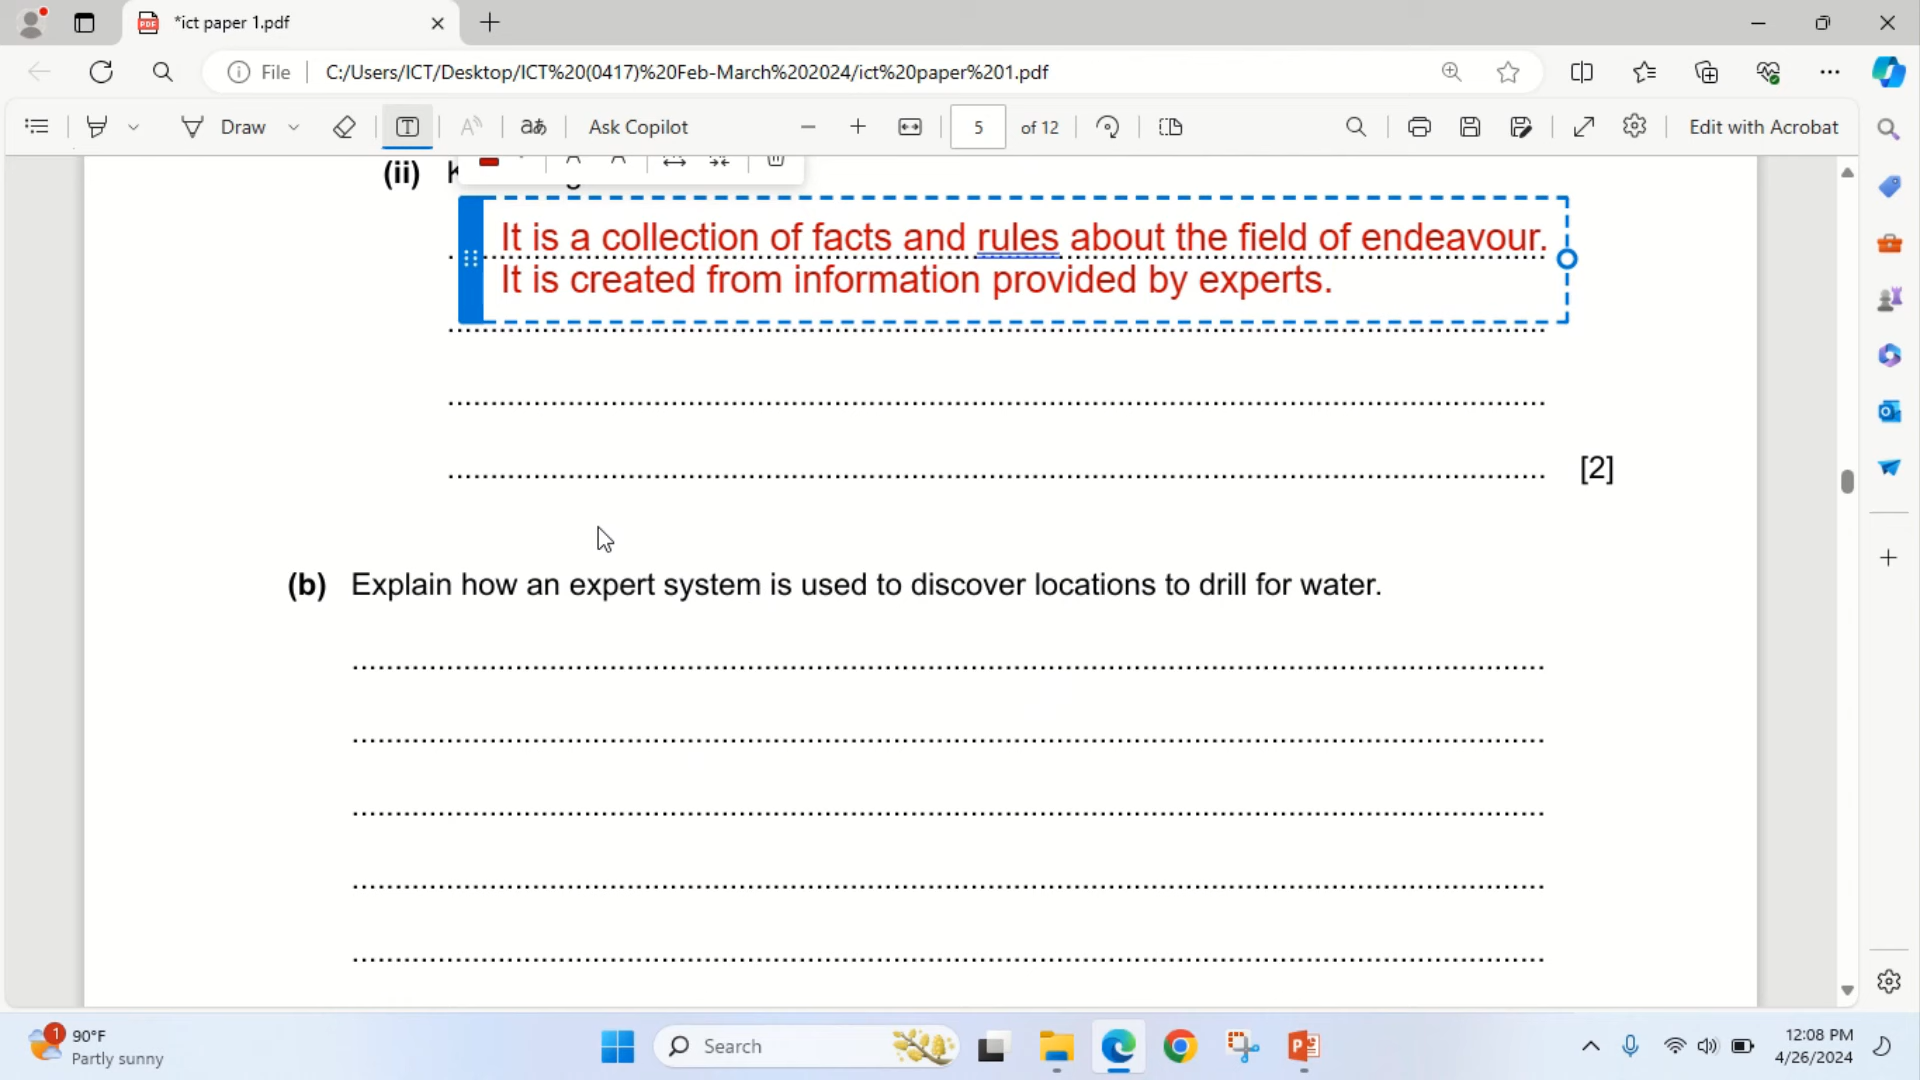 *ict paper 1.pdf
File
C:/Users/ICT/Desktop/ICT%20(0417)%20Feb-March%202024/ict%20paper%201.pdf
Draw
aあ
Ask Copilot
5 of 12
Edit with Acrobat
(ii)
It is a collection of facts and rules about the field of endeavour.
It is created from information provided by experts.
[2]
(b) Explain how an expert system is used to discover locations to drill for water.
1
90°F
Partly sunny
Search
12:08 PM
4/26/2024